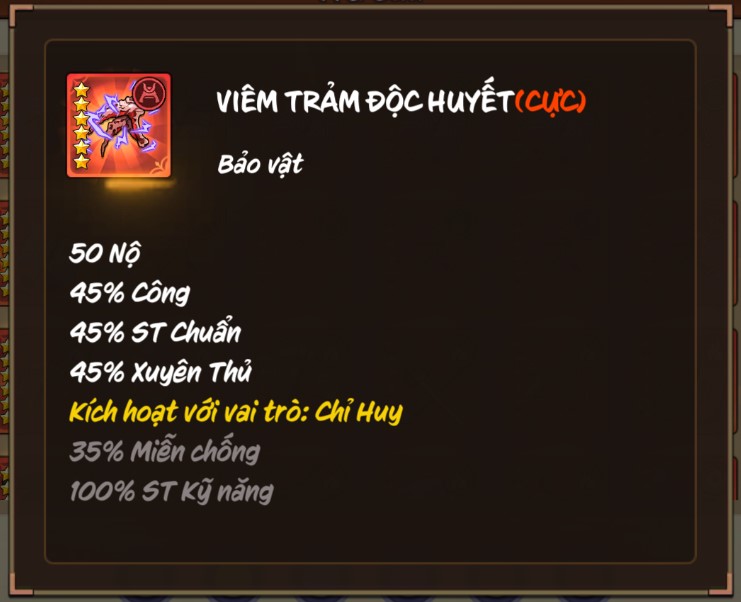 VIÊM TRẢM ĐỘC HUYẾT(CỰC)
Bảo vật
50 Nộ
45% Công
45% ST Chuẩn
45% Xuyên Thủ
Kích hoạt với vai trò: Chỉ Huy
35% Miễn chống
100% ST Kỹ năng